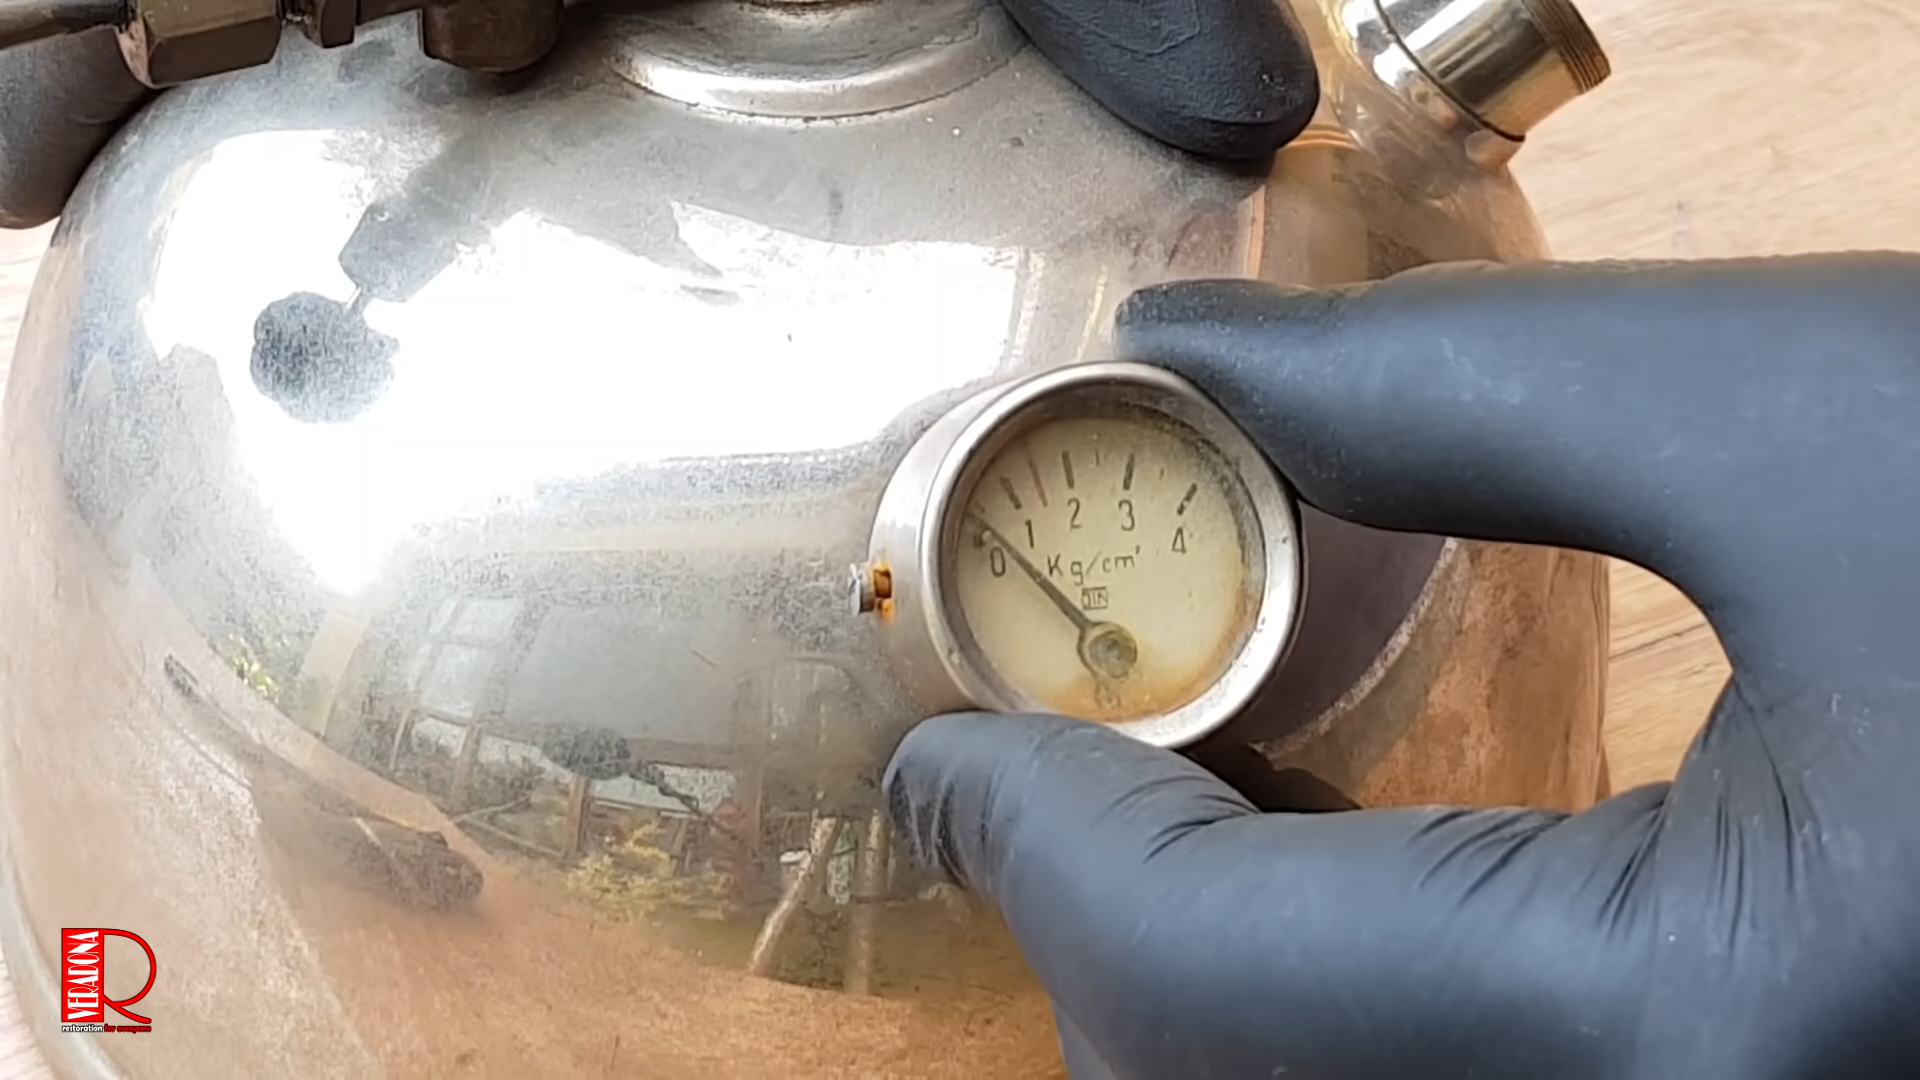 0 1 2 3 4
Kg/cm²
DIN
VERADONA
R
restoration for everyone